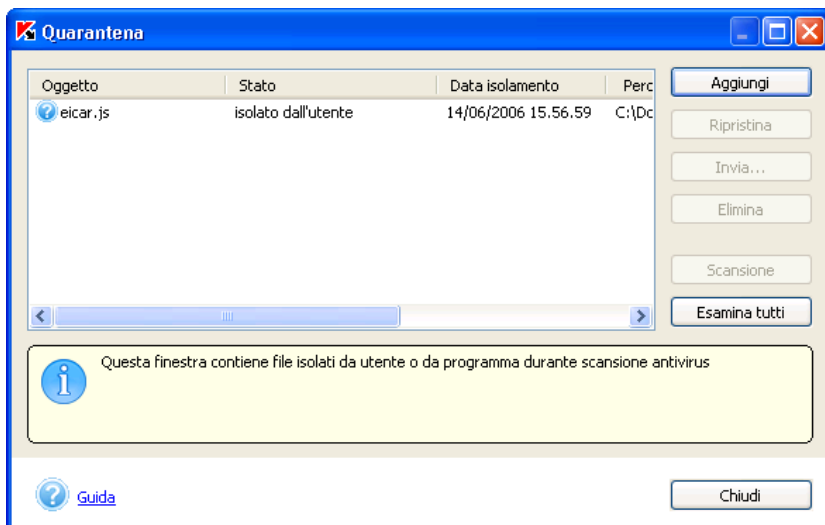 Quarantena
Oggetto Stato Data isolamento Perc
eicar.js isolato dall'utente 14/06/2006 15.56.59 C:\Dc
Aggiungi
Ripristina
Invia...
Elimina
Scansione
Esamina tutti
Questa finestra contiene file isolati da utente o da programma durante scansione antivirus
Guida
Chiudi